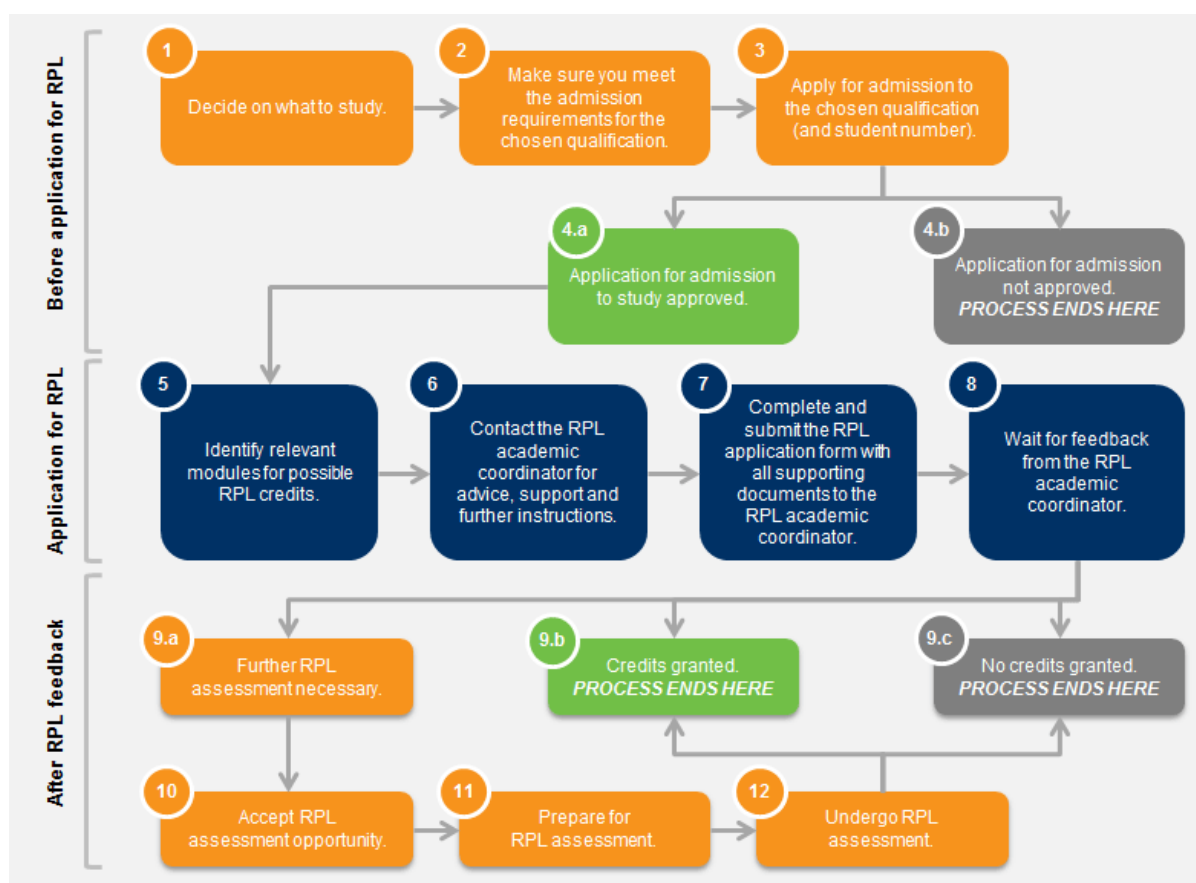 Before application for RPL
1
Decide on what to study.
2
Make sure you meet
the admission
requirements for the
chosen qualification.
3
Apply for admission to
the chosen qualification
(and student number).
4.a
Application for admission
to study approved.
4.b
Application for admission
not approved.
PROCESS ENDS HERE
Application for RPL
5
Identify relevant
modules for possible
RPL credits.
6
Contact the RPL
academic
coordinator for
advice, support and
further instructions.
7
Complete and
submit the RPL
application form with
all supporting
documents to the
RPL academic
coordinator.
8
Wait for feedback
from the RPL
academic
coordinator.
After RPL feedback
9.a
Further RPL
assessment necessary.
9.b
Credits granted.
PROCESS ENDS HERE
9.c
No credits granted.
PROCESS ENDS HERE
10
Accept RPL
assessment opportunity.
11
Prepare for
RPL assessment.
12
Undergo RPL
assessment.